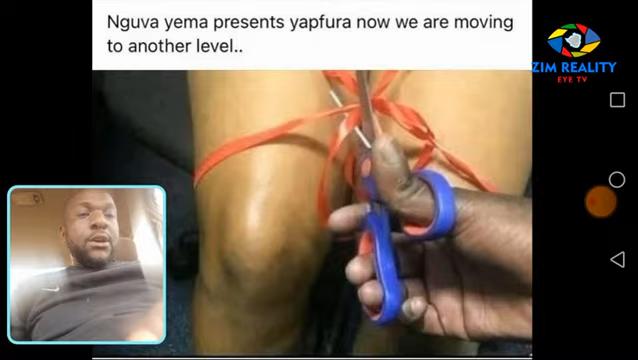 Nguva yema presents yapfura now we are moving
to another level..
ZIM REALITY
EYE TV